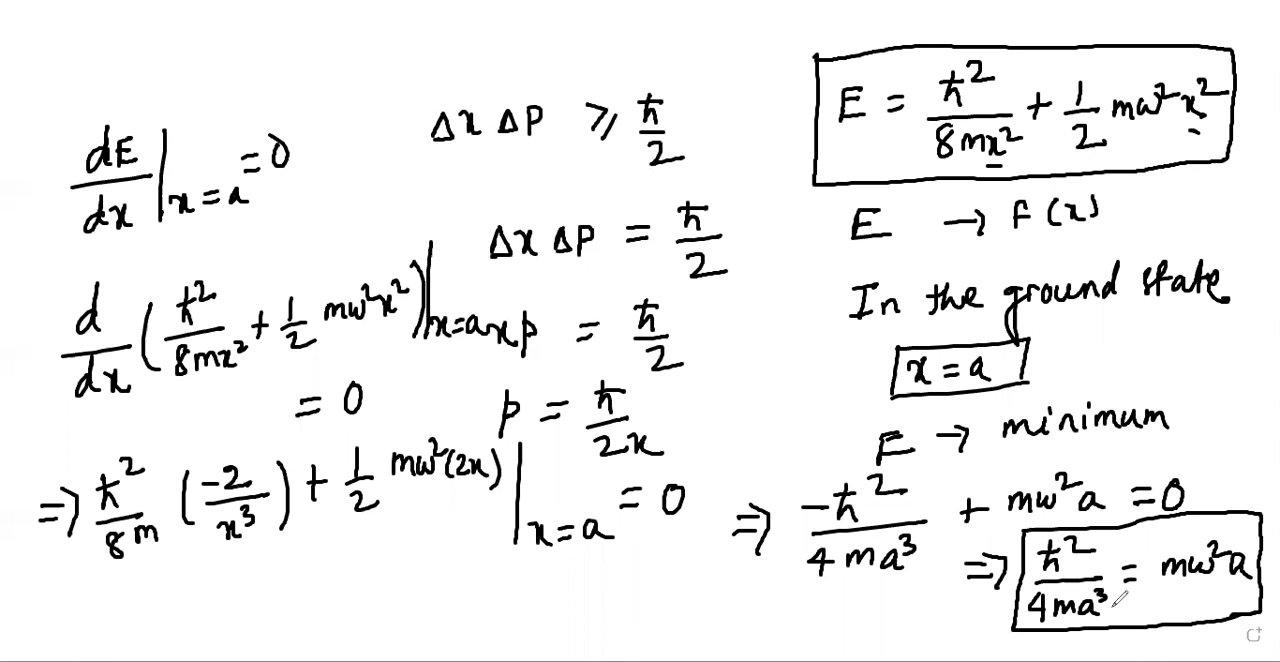 dE/dx |x=a = 0
d/dx (ħ²/8mx² + 1/2 mω²x²)|x=a
= 0
⇒ ħ²/8m (-2/x³) + 1/2 mω²(2x) |x=a = 0
Δx Δp ≥ ħ/2
Δx Δp = ħ/2
xp = ħ/2
p = ħ/2x
E = ħ²/8mx² + 1/2 mω²x²
E → f(x)
In the ground state
x = a
E → minimum
⇒ -ħ²/4ma³ + mω²a = 0
⇒ ħ²/4ma³ = mω²a